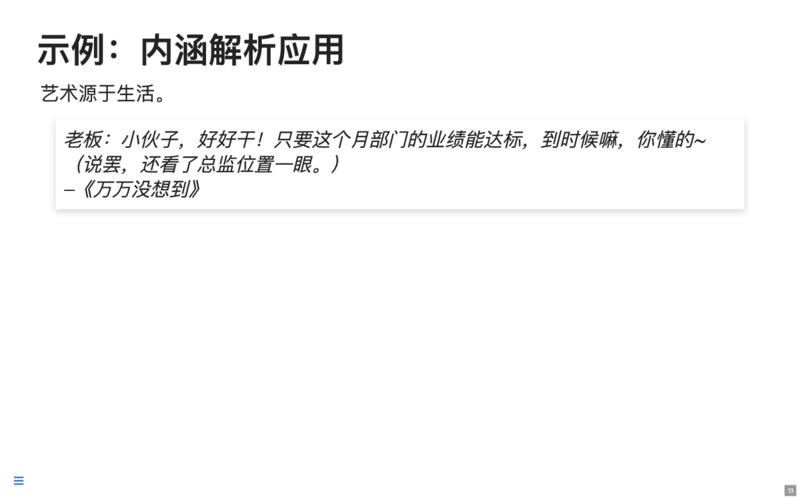 示例：内涵解析应用
艺术源于生活。
老板：小伙子，好好干！只要这个月部门的业绩能达标，到时候嘛，你懂的~
（说罢，还看了总监位置一眼。）
–《万万没想到》
13